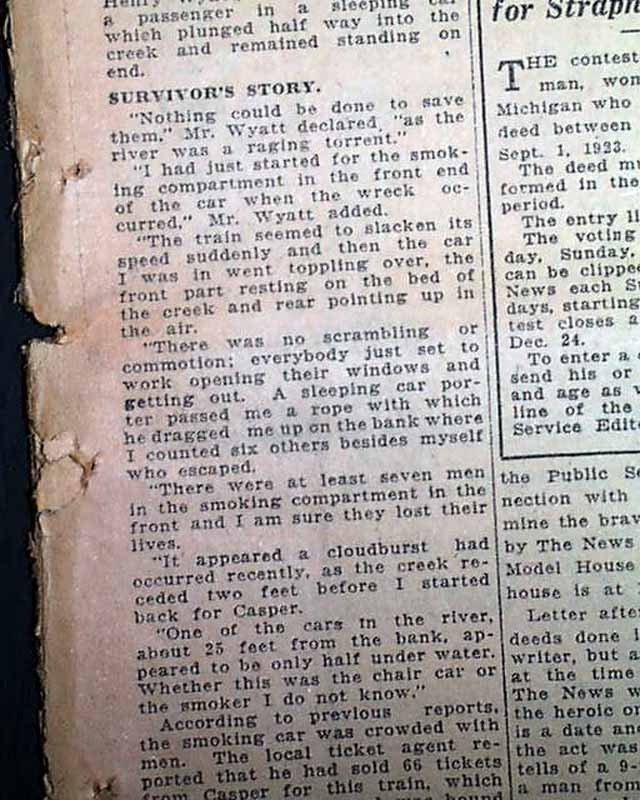 Henry
a passenger in a sleeping car
which plunged half way into the
creek and remained standing on
end.
SURVIVOR'S STORY.
"Nothing could be done to save
them," Mr. Wyatt declared, "as the
river was a raging torrent."
"I had just started for the smok-
ing compartment in the front end
of the car when the wreck oc-
curred," Mr. Wyatt added.
"The train seemed to slacken its
speed suddenly and then the car
I was in went toppling over, the
front part resting on the bed of
the creek and rear pointing up in
the air.
"There was no scrambling or
commotion; everybody just set to
work opening their windows and
getting out. A sleeping car por-
ter passed me a rope with which
he dragged me up on the bank where
I counted six others besides myself
who escaped.
"There were at least seven men
in the smoking compartment in the
front and I am sure they lost their
lives.
"It appeared a cloudburst had
occurred recently, as the creek re-
ceded two feet before I started
back for Casper.
"One of the cars in the river,
about 25 feet from the bank, ap-
peared to be only half under water.
Whether this was the chair car or
the smoker I do not know."
According to previous reports,
the smoking car was crowded with
men. The local ticket agent re-
ported that he had sold 66 tickets
from Casper for this train, which
for Straph
THE contest
man, wom
Michigan who
deed between
Sept. 1, 1923.
The deed mu
formed in the
period.
The entry li
The voting
day, Sunday,
can be clippe
News each Su
days, starting
test closes a
Dec. 24.
To enter a
send his or
and age as
line of the
Service Edit
the Public Se
nection with
mine the brav
by The News
Model House
house is at
Letter after
deeds done
writer, but a
at the time
The News w
the heroic
is a date an
the act was
tells of a 9-
a man from